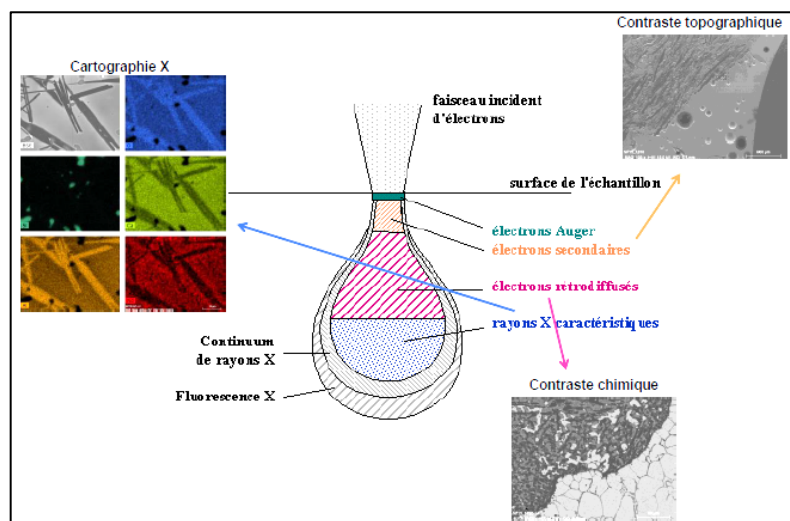 Contraste topographique
Cartographie X
faisceau incident
d'électrons
surface de l'échantillon
électrons Auger
électrons secondaires
électrons rétrodiffusés
rayons X caractéristiques
Continuum
de rayons X
Fluorescence X
Contraste chimique